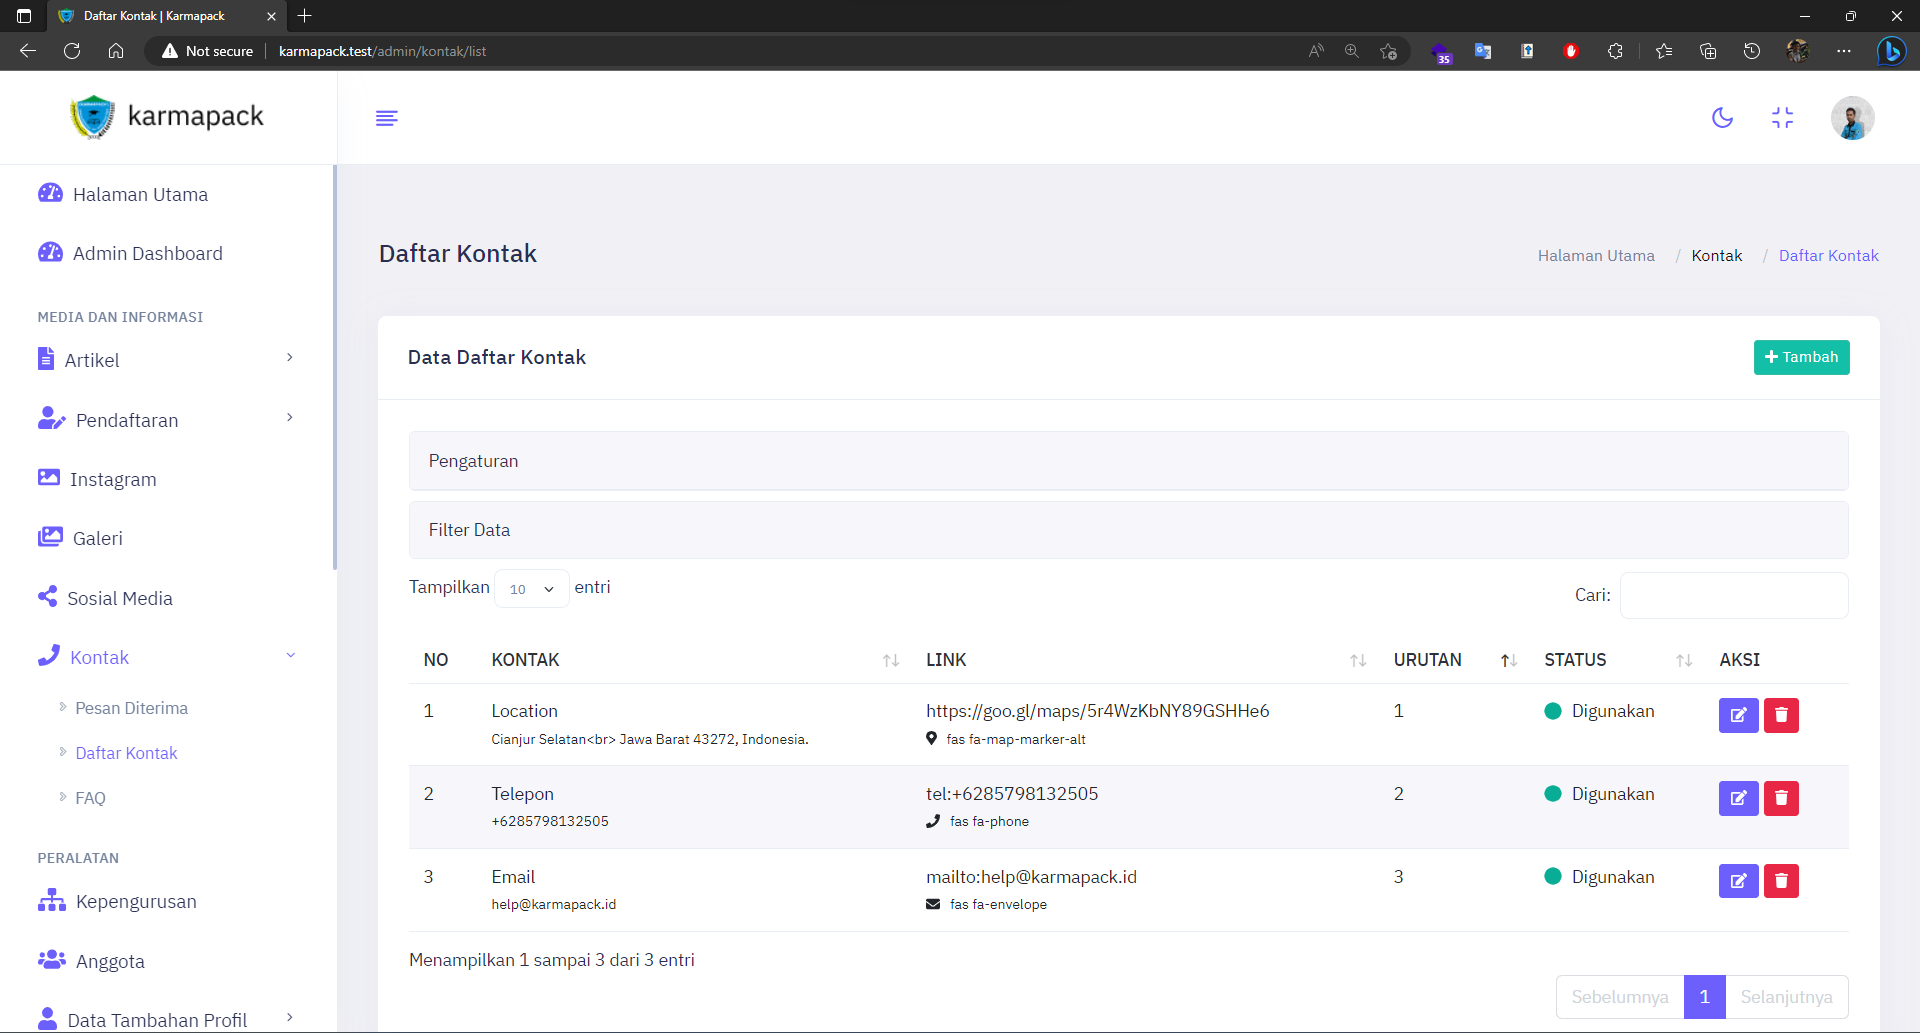 Daftar Kontak | Karmapack
Not secure
karmapack.test/admin/kontak/list
35
karmapack
Halaman Utama
Admin Dashboard
MEDIA DAN INFORMASI
Artikel
Pendaftaran
Instagram
Galeri
Sosial Media
Kontak
Pesan Diterima
Daftar Kontak
FAQ
PERALATAN
Kepengurusan
Anggota
Data Tambahan Profil
Daftar Kontak
Halaman Utama / Kontak / Daftar Kontak
Data Daftar Kontak
Tambah
Pengaturan
Filter Data
Tampilkan 10 entri
Cari:
NO KONTAK LINK URUTAN STATUS AKSI
1 Location https://goo.gl/maps/5r4WzKbNY89GSHHe6 1 Digunakan
Cianjur Selatan<br> Jawa Barat 43272, Indonesia. fas fa-map-marker-alt
2 Telepon tel:+6285798132505 2 Digunakan
+6285798132505 fas fa-phone
3 Email mailto:help@karmapack.id 3 Digunakan
help@karmapack.id fas fa-envelope
Menampilkan 1 sampai 3 dari 3 entri
Sebelumnya 1 Selanjutnya